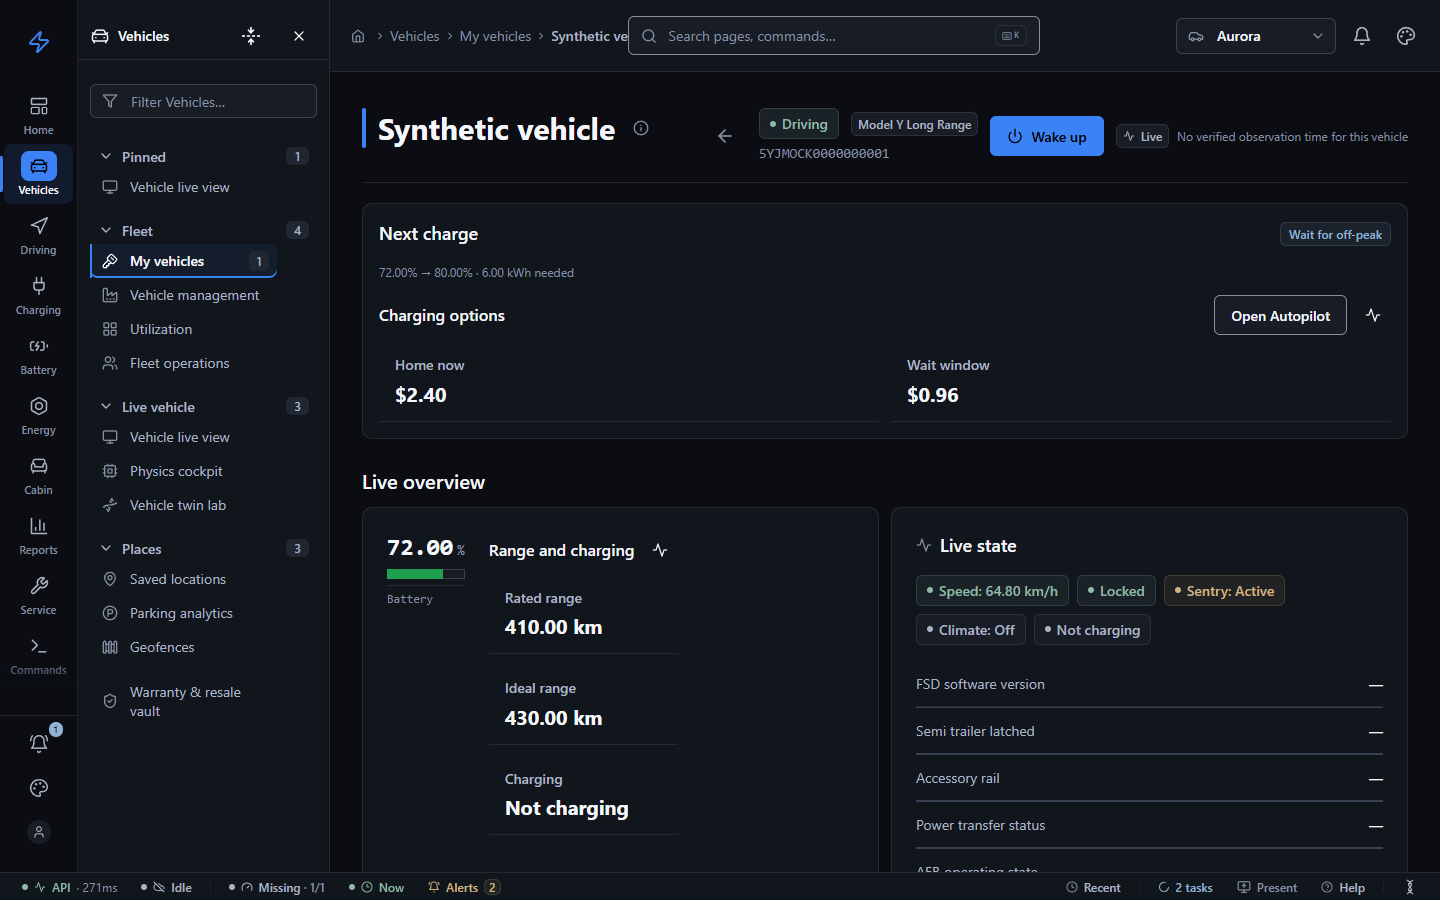 Home
Vehicles
Driving
Charging
Battery
Energy
Cabin
Reports
Service
Commands
1
Vehicles
Filter Vehicles...
Pinned 1
Vehicle live view
Fleet 4
My vehicles 1
Vehicle management
Utilization
Fleet operations
Live vehicle 3
Vehicle live view
Physics cockpit
Vehicle twin lab
Places 3
Saved locations
Parking analytics
Geofences
Warranty & resale
vault
Vehicles My vehicles Synthetic ve
Search pages, commands... K
Aurora
Synthetic vehicle
Driving Model Y Long Range
5YJMOCK0000000001
Wake up
Live No verified observation time for this vehicle
Next charge
Wait for off-peak
72.00% → 80.00% · 6.00 kWh needed
Charging options
Open Autopilot
Home now
$2.40
Wait window
$0.96
Live overview
72.00%
Battery
Range and charging
Rated range
410.00 km
Ideal range
430.00 km
Charging
Not charging
Live state
Speed: 64.80 km/h Locked Sentry: Active
Climate: Off Not charging
FSD software version —
Semi trailer latched —
Accessory rail —
Power transfer status —
AEB operating state
API · 271ms Idle Missing · 1/1 Now Alerts 2 Recent 2 tasks Present Help